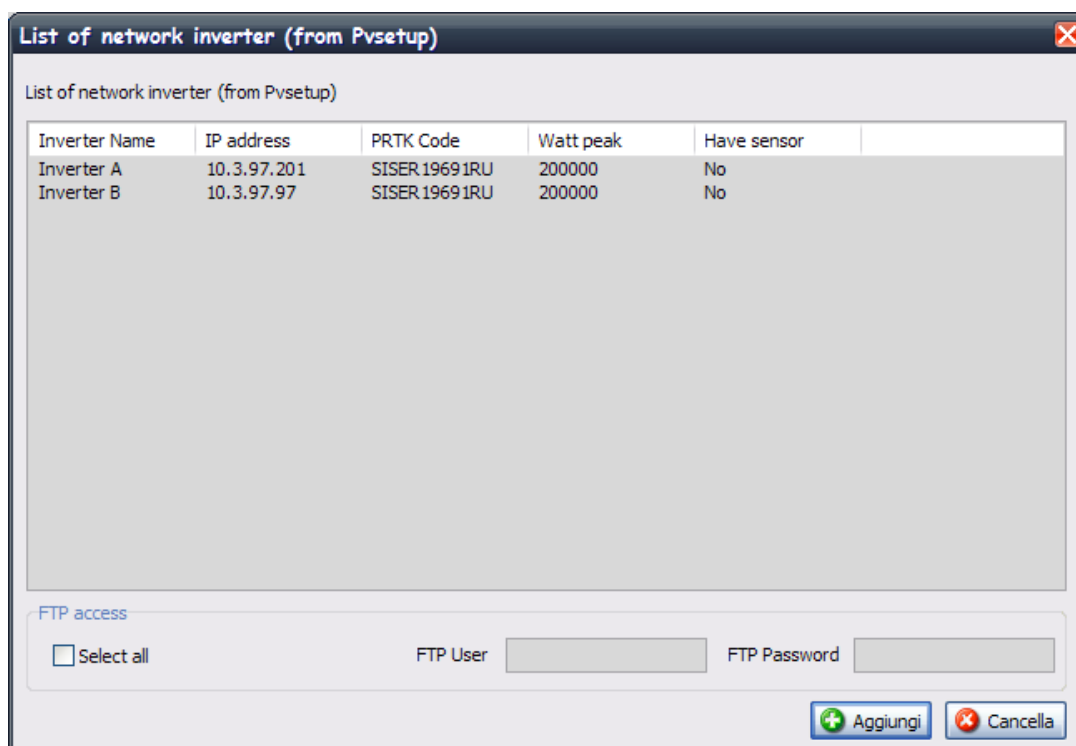 List of network inverter (from Pvsetup)
List of network inverter (from Pvsetup)
Inverter Name IP address PRTK Code Watt peak Have sensor
Inverter A 10.3.97.201 SISER19691RU 200000 No
Inverter B 10.3.97.97 SISER19691RU 200000 No
FTP access
Select all FTP User FTP Password
Aggiungi Cancella